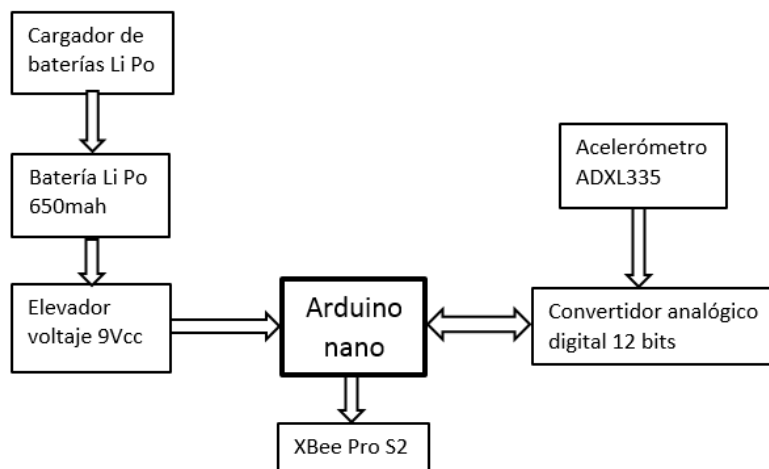 Cargador de
baterías Li Po
Batería Li Po
650mah
Elevador
voltaje 9Vcc
Arduino
nano
XBee Pro S2
Acelerómetro
ADXL335
Convertidor analógico
digital 12 bits